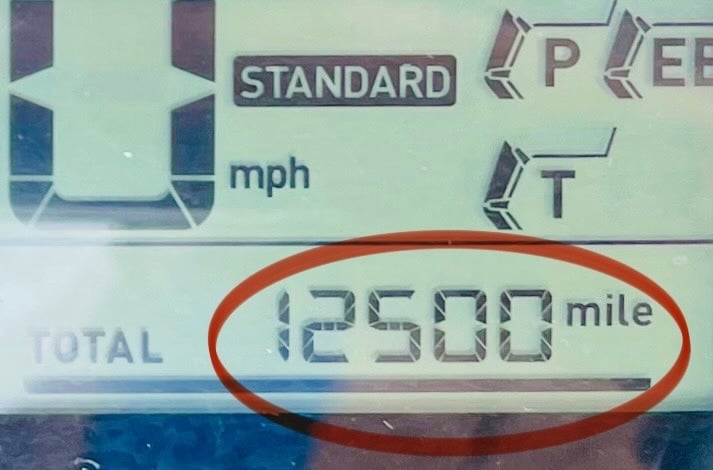 0 STANDARD P
mph T
TOTAL 12500 mile